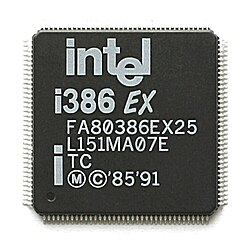 intel
i386 EX
FA80386EX25
L151MA07E
TC
i Ⓜ ©'85'91